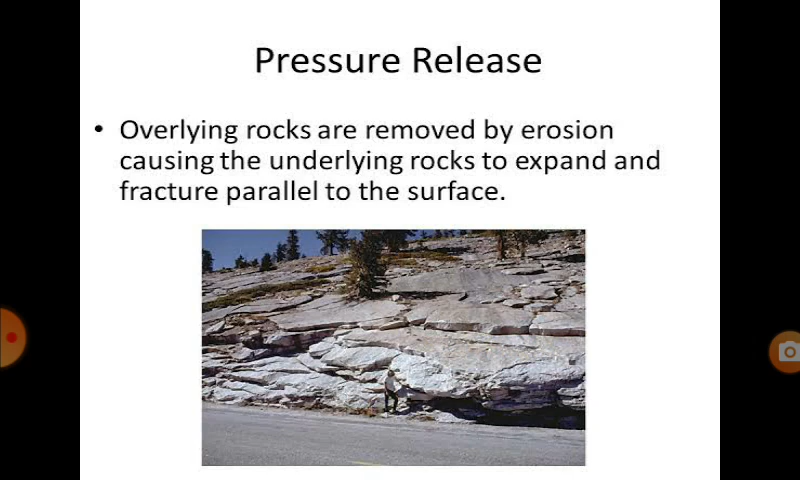 Pressure Release
• Overlying rocks are removed by erosion
causing the underlying rocks to expand and
fracture parallel to the surface.